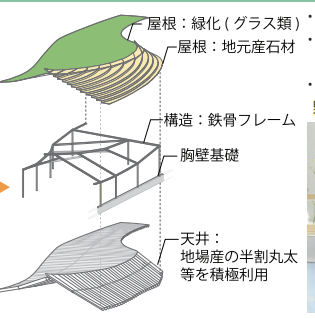 屋根：緑化 ( グラス類 )
屋根：地元産石材
構造：鉄骨フレーム
胸壁基礎
天井：
地場産の半割丸太
等を積極利用